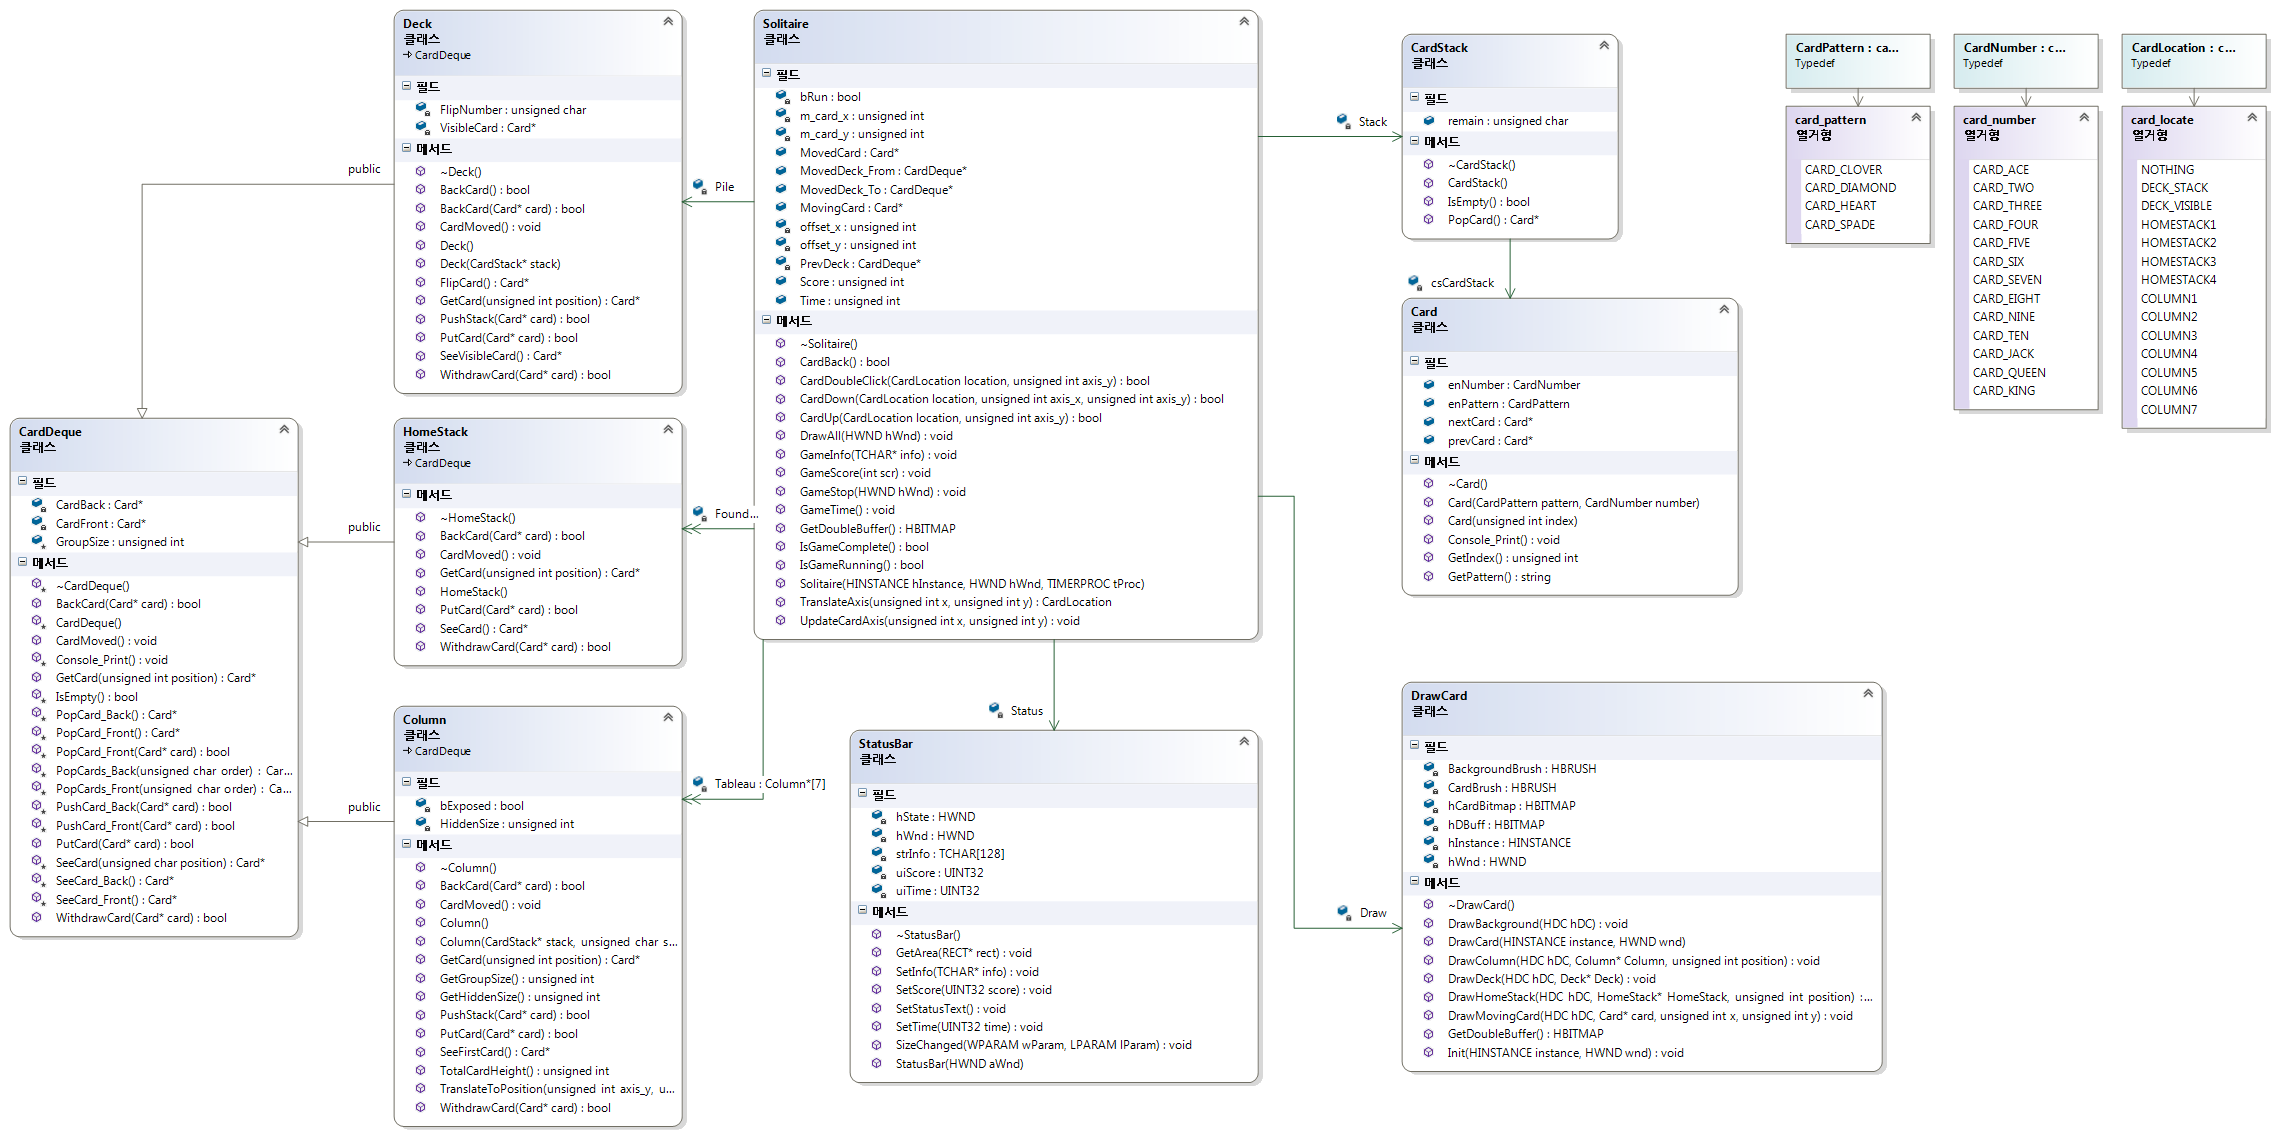 Deck
클래스
CardDeque
필드
FlipNumber : unsigned char
VisibleCard : Card*
메서드
~Deck()
BackCard() : bool
BackCard(Card* card) : bool
CardMoved() : void
Deck()
Deck(CardStack* stack)
FlipCard() : Card*
GetCard(unsigned int position) : Card*
PushStack(Card* card) : bool
PutCard(Card* card) : bool
SeeVisibleCard() : Card*
WithdrawCard(Card* card) : bool
public
Pile
Solitaire
클래스
필드
bRun : bool
m_card_x : unsigned int
m_card_y : unsigned int
MovedCard : Card*
MovedDeck_From : CardDeque*
MovedDeck_To : CardDeque*
MovingCard : Card*
offset_x : unsigned int
offset_y : unsigned int
PrevDeck : CardDeque*
Score : unsigned int
Time : unsigned int
메서드
~Solitaire()
CardBack() : bool
CardDoubleClick(CardLocation location, unsigned int axis_y) : bool
CardDown(CardLocation location, unsigned int axis_x, unsigned int axis_y) : bool
CardUp(CardLocation location, unsigned int axis_y) : bool
DrawAll(HWND hWnd) : void
GameInfo(TCHAR* info) : void
GameScore(int scr) : void
GameStop(HWND hWnd) : void
GameTime() : void
GetDoubleBuffer() : HBITMAP
IsGameComplete() : bool
IsGameRunning() : bool
Solitaire(HINSTANCE hInstance, HWND hWnd, TIMERPROC tProc)
TranslateAxis(unsigned int x, unsigned int y) : CardLocation
UpdateCardAxis(unsigned int x, unsigned int y) : void
Stack
CardStack
클래스
필드
remain : unsigned char
메서드
~CardStack()
CardStack()
IsEmpty() : bool
PopCard() : Card*
csCardStack
Card
클래스
필드
enNumber : CardNumber
enPattern : CardPattern
nextCard : Card*
prevCard : Card*
메서드
~Card()
Card(CardPattern pattern, CardNumber number)
Card(unsigned int index)
Console_Print() : void
GetIndex() : unsigned int
GetPattern() : string
CardPattern : ca...
Typedef
card_pattern
열거형
CARD_CLOVER
CARD_DIAMOND
CARD_HEART
CARD_SPADE
CardNumber : c...
Typedef
card_number
열거형
CARD_ACE
CARD_TWO
CARD_THREE
CARD_FOUR
CARD_FIVE
CARD_SIX
CARD_SEVEN
CARD_EIGHT
CARD_NINE
CARD_TEN
CARD_JACK
CARD_QUEEN
CARD_KING
CardLocation : c...
Typedef
card_locate
열거형
NOTHING
DECK_STACK
DECK_VISIBLE
HOMESTACK1
HOMESTACK2
HOMESTACK3
HOMESTACK4
COLUMN1
COLUMN2
COLUMN3
COLUMN4
COLUMN5
COLUMN6
COLUMN7
CardDeque
클래스
필드
CardBack : Card*
CardFront : Card*
GroupSize : unsigned int
메서드
~CardDeque()
BackCard(Card* card) : bool
CardDeque()
CardMoved() : void
Console_Print() : void
GetCard(unsigned int position) : Card*
IsEmpty() : bool
PopCard_Back() : Card*
PopCard_Front() : Card*
PopCard_Front(Card* card) : bool
PopCards_Back(unsigned char order) : Car...
PopCards_Front(unsigned char order) : Ca...
PushCard_Back(Card* card) : bool
PushCard_Front(Card* card) : bool
PutCard(Card* card) : bool
SeeCard(unsigned char position) : Card*
SeeCard_Back() : Card*
SeeCard_Front() : Card*
WithdrawCard(Card* card) : bool
public
HomeStack
클래스
CardDeque
메서드
~HomeStack()
BackCard(Card* card) : bool
CardMoved() : void
GetCard(unsigned int position) : Card*
HomeStack()
PutCard(Card* card) : bool
SeeCard() : Card*
WithdrawCard(Card* card) : bool
Found...
public
Column
클래스
CardDeque
필드
bExposed : bool
HiddenSize : unsigned int
메서드
~Column()
BackCard(Card* card) : bool
CardMoved() : void
Column()
Column(CardStack* stack, unsigned char s...
GetCard(unsigned int position) : Card*
GetGroupSize() : unsigned int
GetHiddenSize() : unsigned int
PushStack(Card* card) : bool
PutCard(Card* card) : bool
SeeFirstCard() : Card*
TotalCardHeight() : unsigned int
TranslateToPosition(unsigned int axis_y, u...
WithdrawCard(Card* card) : bool
Tableau : Column*[7]
Status
StatusBar
클래스
필드
hState : HWND
hWnd : HWND
strInfo : TCHAR[128]
uiScore : UINT32
uiTime : UINT32
메서드
~StatusBar()
GetArea(RECT* rect) : void
SetInfo(TCHAR* info) : void
SetScore(UINT32 score) : void
SetStatusText() : void
SetTime(UINT32 time) : void
SizeChanged(WPARAM wParam, LPARAM lParam) : void
StatusBar(HWND aWnd)
Draw
DrawCard
클래스
필드
BackgroundBrush : HBRUSH
CardBrush : HBRUSH
hCardBitmap : HBITMAP
hDBuff : HBITMAP
hInstance : HINSTANCE
hWnd : HWND
메서드
~DrawCard()
DrawBackground(HDC hDC) : void
DrawCard(HINSTANCE instance, HWND wnd)
DrawColumn(HDC hDC, Column* Column, unsigned int position) : void
DrawDeck(HDC hDC, Deck* Deck) : void
DrawHomeStack(HDC hDC, HomeStack* HomeStack, unsigned int position) :...
DrawMovingCard(HDC hDC, Card* card, unsigned int x, unsigned int y) : void
GetDoubleBuffer() : HBITMAP
Init(HINSTANCE instance, HWND wnd) : void